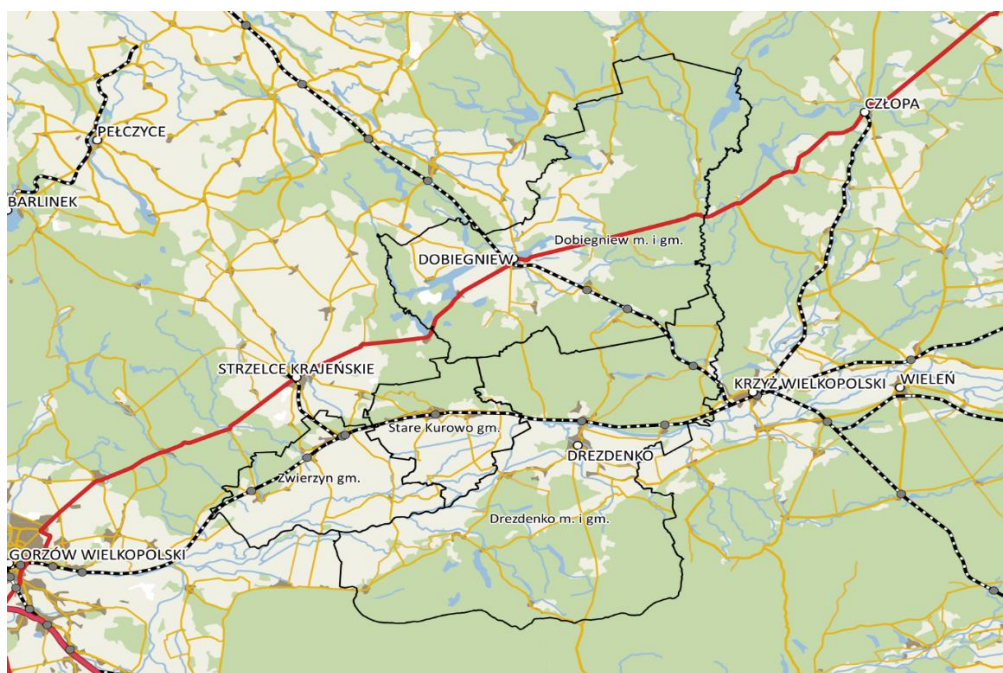 CZŁOPA
PEŁCZYCE
BARLINEK
Dobiegniew m. i gm.
DOBIEGNIEW
STRZELCE KRAJEŃSKIE
KRZYŻ WIELKOPOLSKI
WIELEŃ
Stare Kurowo gm.
DREZDENKO
Zwierzyn gm.
Drezdenko m. i gm.
GORZÓW WIELKOPOLSKI